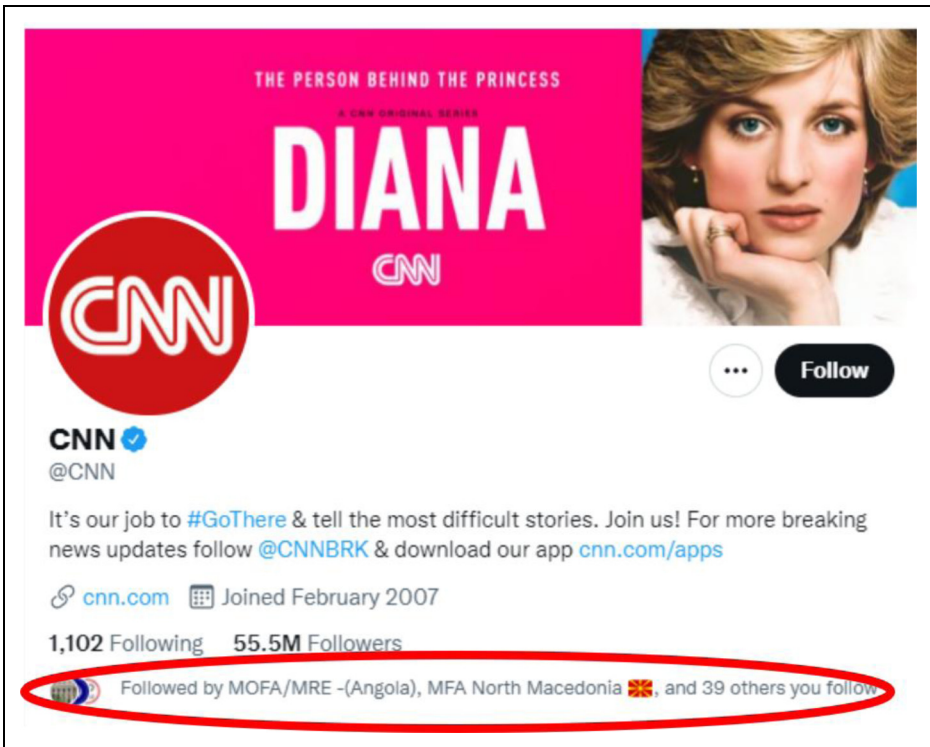 THE PERSON BEHIND THE PRINCESS
A CNN ORIGINAL SERIES
DIANA
CNN
CNN
Follow
CNN
@CNN
It's our job to #GoThere & tell the most difficult stories. Join us! For more breaking
news updates follow @CNNBRK & download our app cnn.com/apps
cnn.com Joined February 2007
1,102 Following 55.5M Followers
Followed by MOFA/MRE -(Angola), MFA North Macedonia 🇲🇰, and 39 others you follow